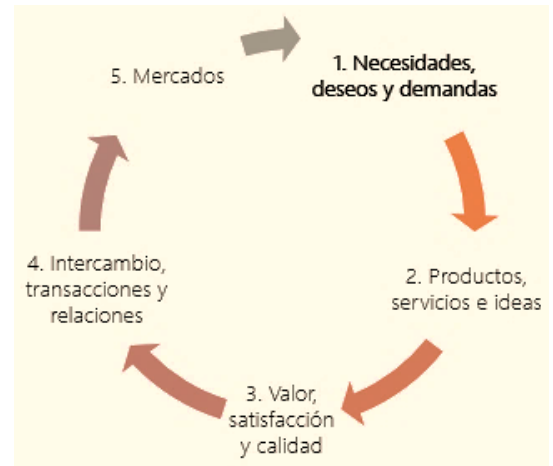 1. Necesidades,
deseos y demandas
2. Productos,
servicios e ideas
3. Valor,
satisfacción
y calidad
4. Intercambio,
transacciones y
relaciones
5. Mercados